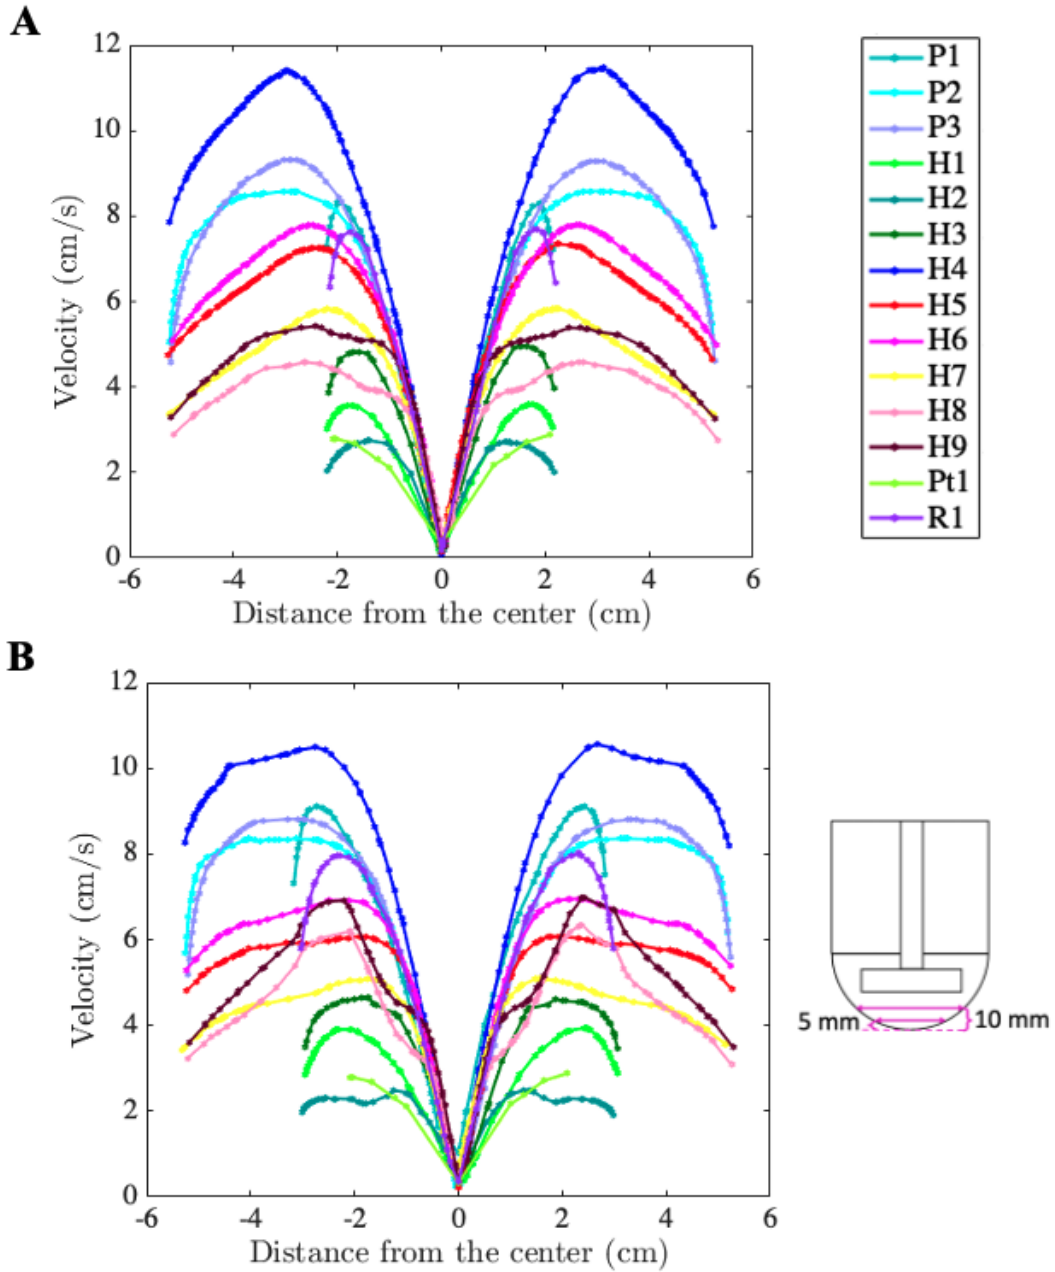 A
12
10
8
6
4
2
0
-6 -4 -2 0 2 4 6
Velocity (cm/s)
Distance from the center (cm)
P1
P2
P3
H1
H2
H3
H4
H5
H6
H7
H8
H9
Pt1
R1
B
12
10
8
6
4
2
0
-6 -4 -2 0 2 4 6
Velocity (cm/s)
Distance from the center (cm)
5 mm 10 mm